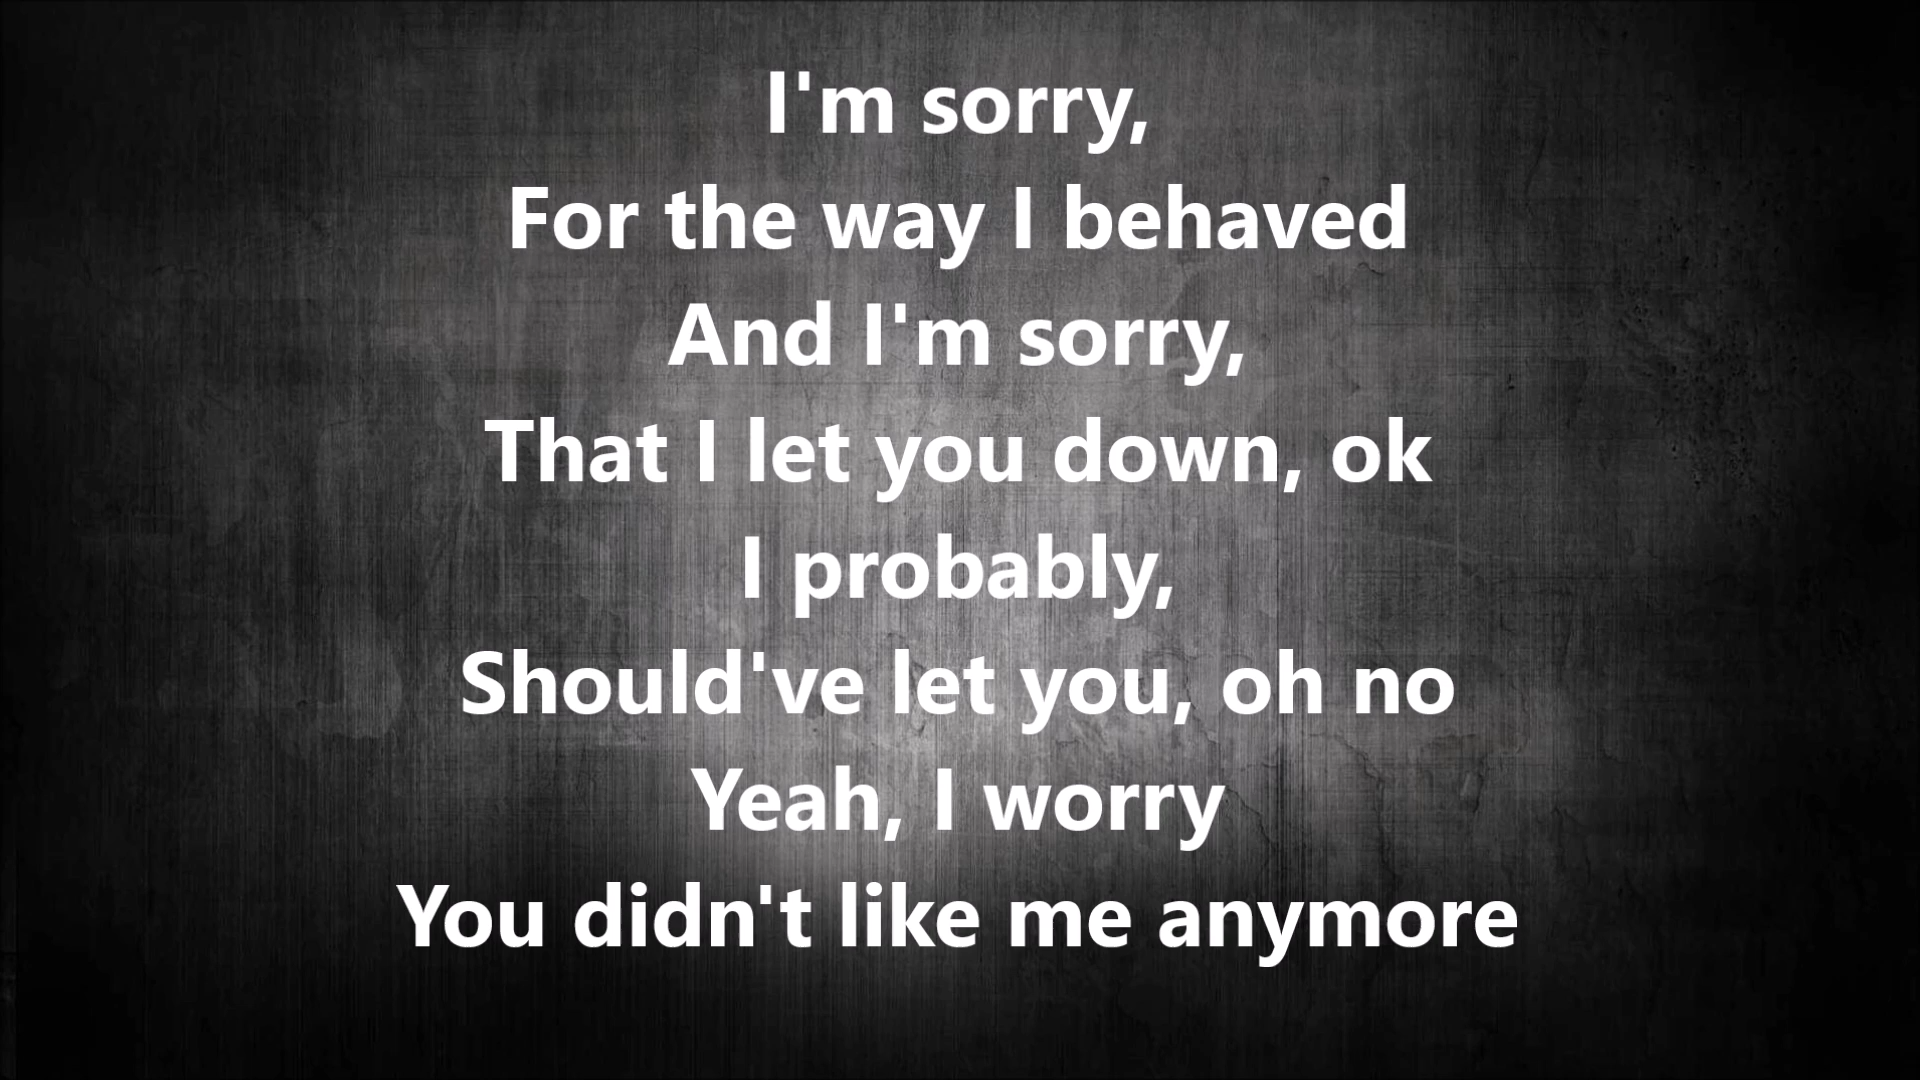 I'm sorry,
For the way I behaved
And I'm sorry,
That I let you down, ok
I probably,
Should've let you, oh no
Yeah, I worry
You didn't like me anymore